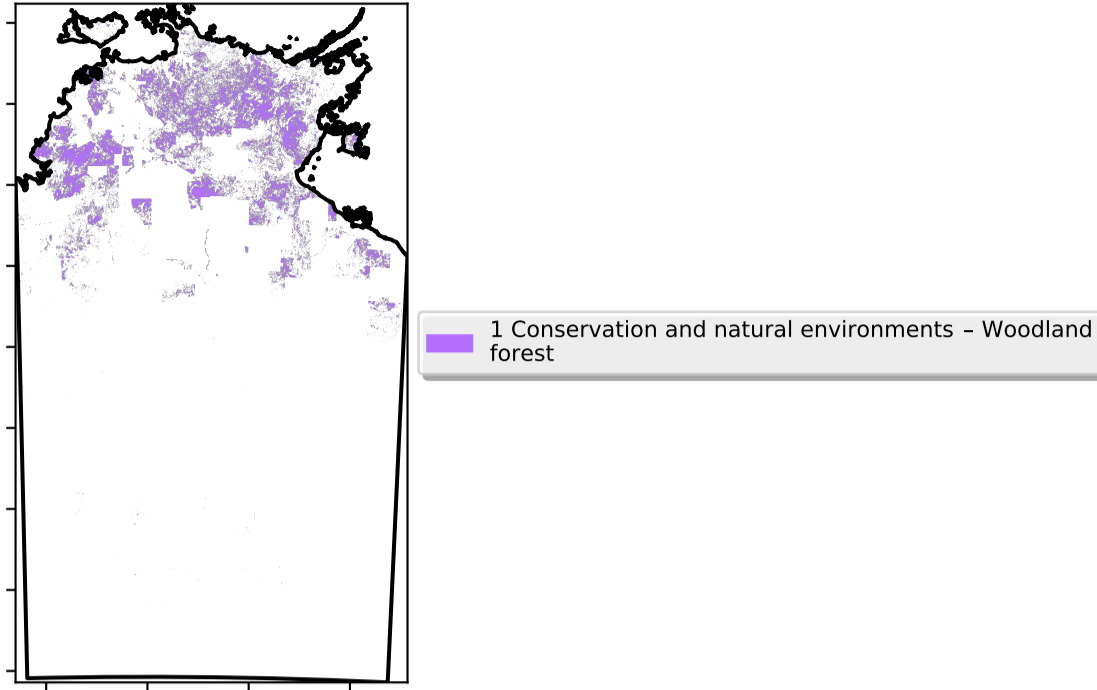 1 Conservation and natural environments – Woodland
forest